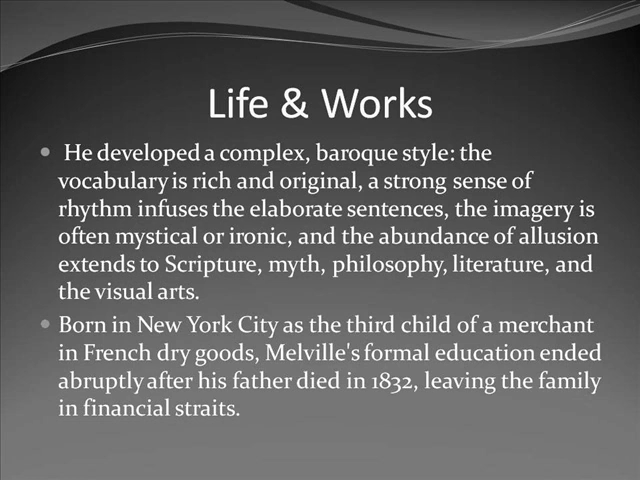 Life & Works
He developed a complex, baroque style: the
vocabulary is rich and original, a strong sense of
rhythm infuses the elaborate sentences, the imagery is
often mystical or ironic, and the abundance of allusion
extends to Scripture, myth, philosophy, literature, and
the visual arts.
Born in New York City as the third child of a merchant
in French dry goods, Melville's formal education ended
abruptly after his father died in 1832, leaving the family
in financial straits.